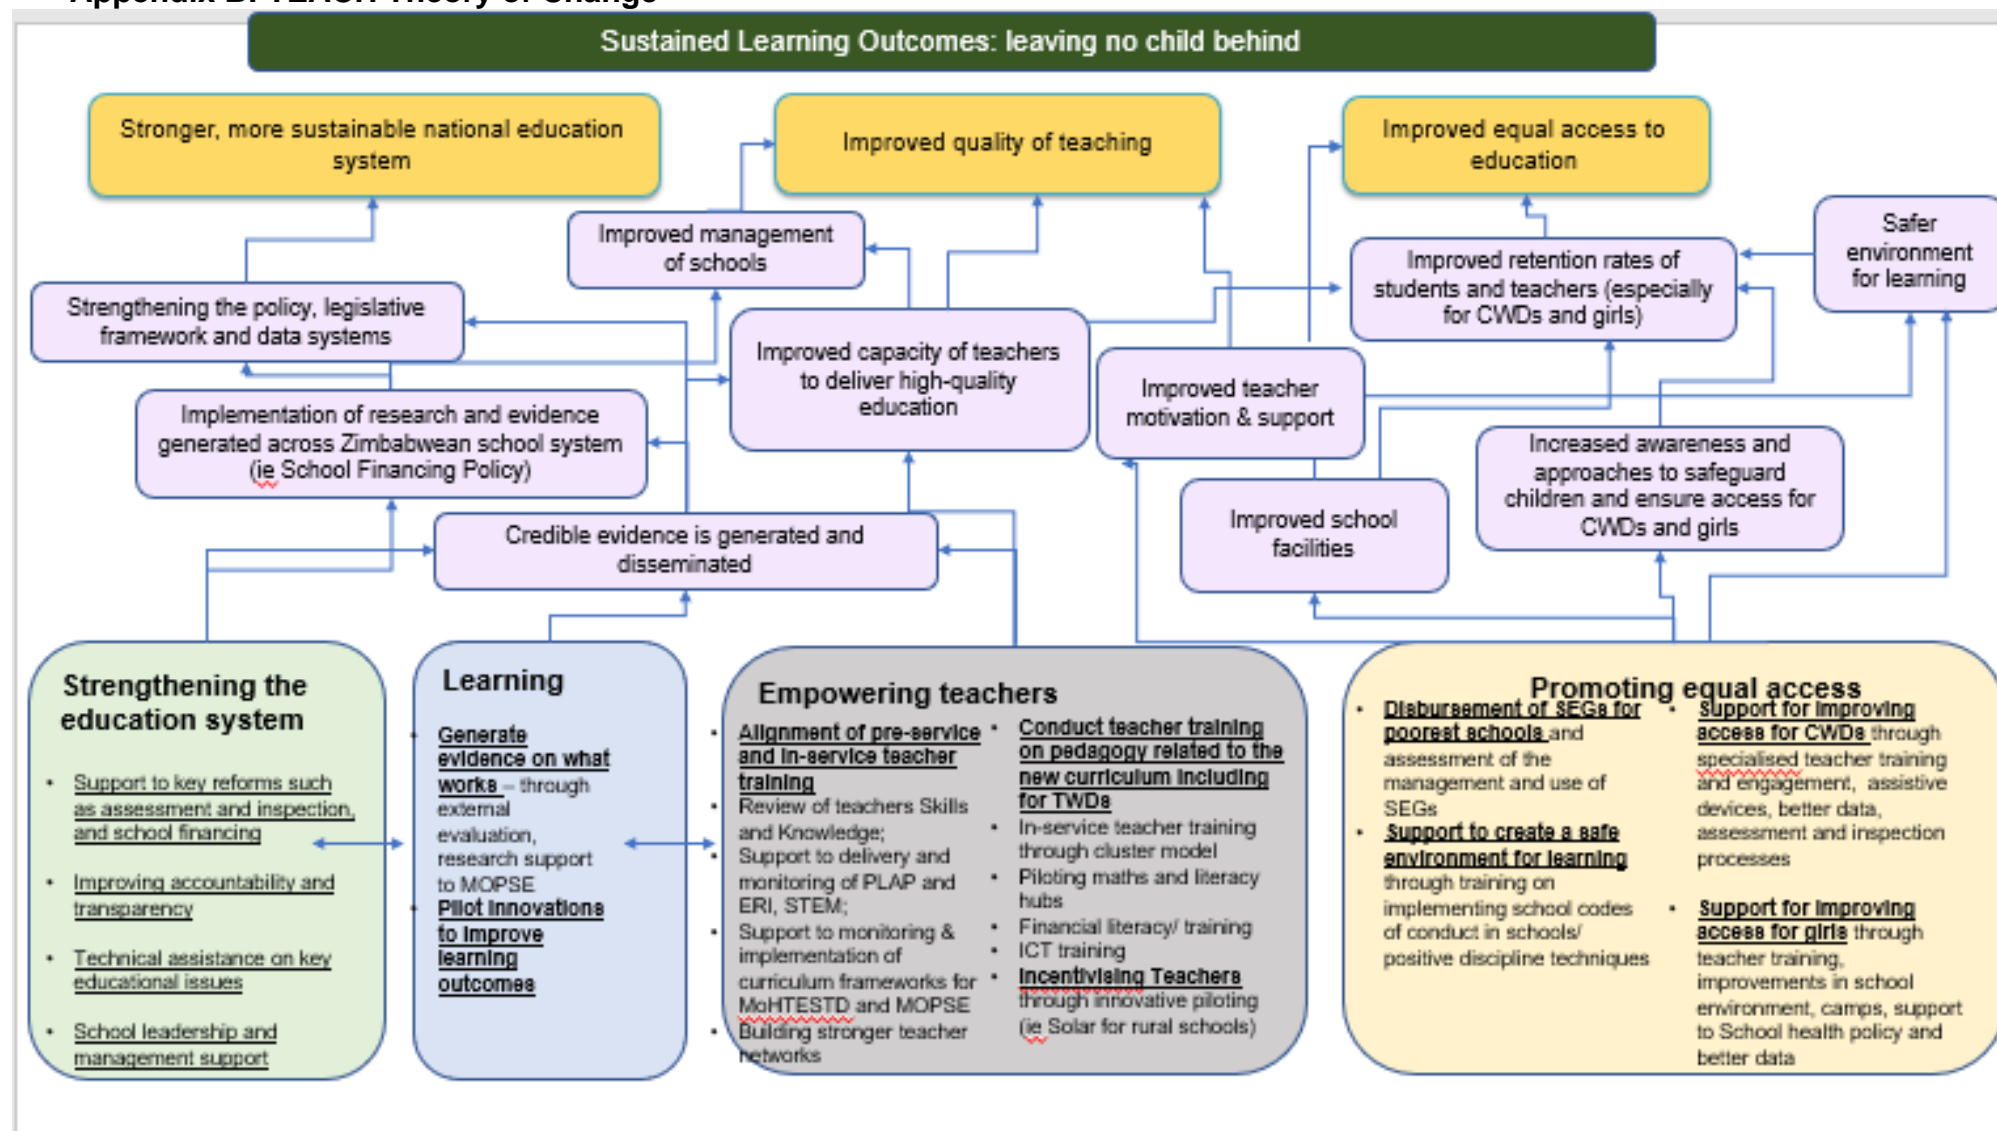 Appendix B: TEACH Theory of Change
Sustained Learning Outcomes: leaving no child behind
Stronger, more sustainable national education
system
Improved quality of teaching
Improved equal access to
education
Improved management
of schools
Safer
environment
for learning
Improved retention rates of
students and teachers (especially
for CWDs and girls)
Strengthening the policy, legislative
framework and data systems
Improved capacity of teachers
to deliver high-quality
education
Improved teacher
motivation & support
Implementation of research and evidence
generated across Zimbabwean school system
(ie School Financing Policy)
Increased awareness and
approaches to safeguard
children and ensure access for
CWDs and girls
Improved school
facilities
Credible evidence is generated and
disseminated
Strengthening the
education system
• Support to key reforms such
as assessment and inspection,
and school financing
• Improving accountability and
transparency
• Technical assistance on key
educational issues
• School leadership and
management support
Learning
• Generate
evidence on what
works – through
external
evaluation,
research support
to MOPSE
• Pilot innovations
to improve
learning
outcomes
Empowering teachers
• Alignment of pre-service
and in-service teacher
training
• Review of teachers Skills
and Knowledge;
• Support to delivery and
monitoring of PLAP and
ERI, STEM;
• Support to monitoring &
implementation of
curriculum frameworks for
MoHTESTD and MOPSE
• Building stronger teacher
networks
• Conduct teacher training
on pedagogy related to the
new curriculum including
for TWDs
• In-service teacher training
through cluster model
• Piloting maths and literacy
hubs
• Financial literacy/ training
• ICT training
• Incentivising Teachers
through innovative piloting
(ie Solar for rural schools)
Promoting equal access
• Disbursement of SEGs for
poorest schools and
assessment of the
management and use of
SEGs
• Support to create a safe
environment for learning
through training on
implementing school codes
of conduct in schools/
positive discipline techniques
• Support for improving
access for CWDs through
specialised teacher training
and engagement, assistive
devices, better data,
assessment and inspection
processes
• Support for improving
access for girls through
teacher training,
improvements in school
environment, camps, support
to School health policy and
better data